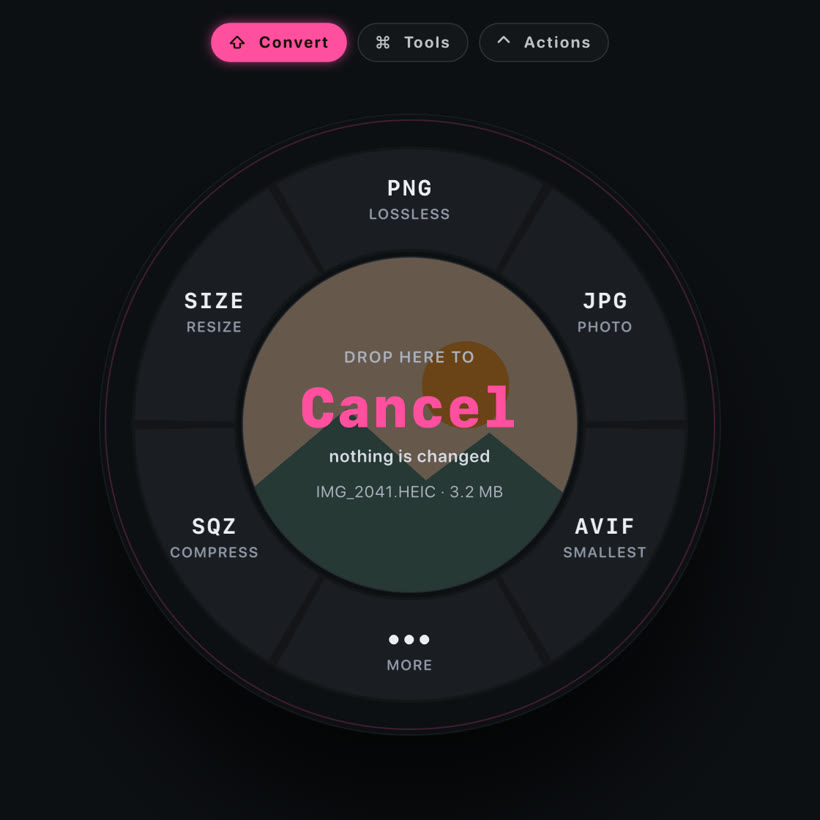 ⇧ Convert
⌘ Tools
⌃ Actions
PNG
LOSSLESS
SIZE
RESIZE
JPG
PHOTO
DROP HERE TO
Cancel
nothing is changed
IMG_2041.HEIC · 3.2 MB
SQZ
COMPRESS
AVIF
SMALLEST
•••
MORE